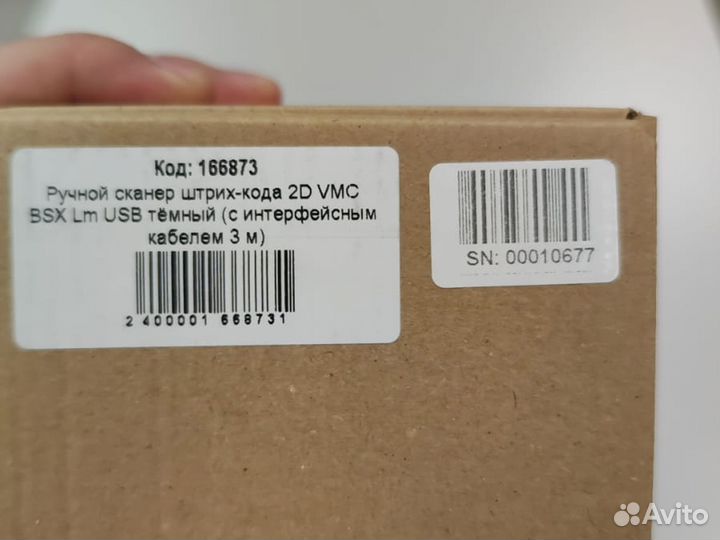 Код: 166873
Ручной сканер штрих-кода 2D VMC
BSX Lm USB тёмный (с интерфейсным
кабелем 3 м)
2 400001 668731
SN: 00010677
Avito